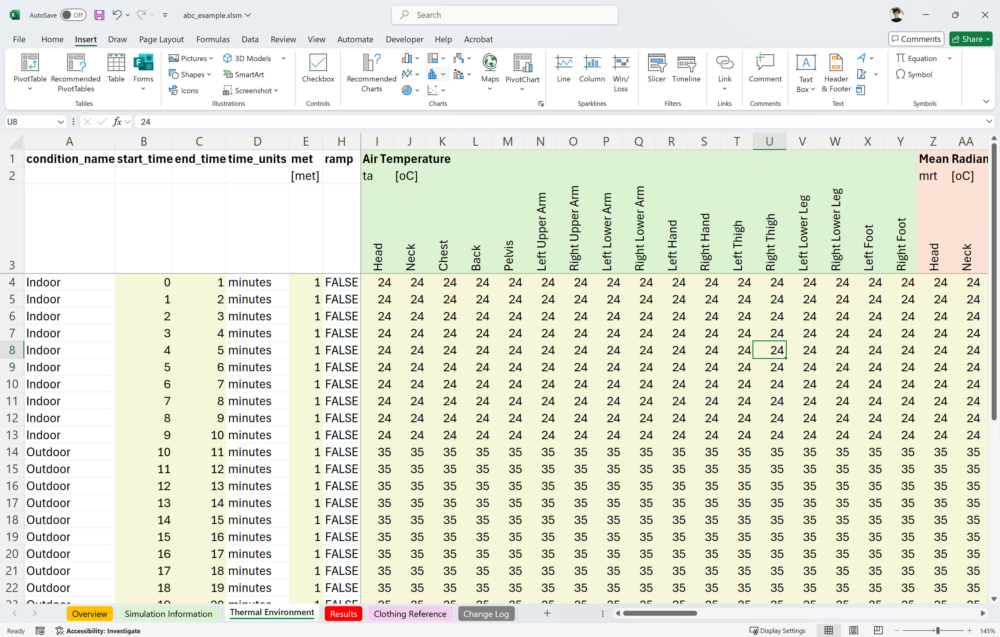 AutoSave Off abc_example.xlsm Search
File Home Insert Draw Page Layout Formulas Data Review View Automate Developer Help Acrobat Comments Share
PivotTable Recommended PivotTables Table Forms
Tables
Pictures 3D Models
Shapes SmartArt
Icons Screenshot
Illustrations
Checkbox
Controls
Recommended Charts
Maps PivotChart
Charts
Line Column Win/Loss
Sparklines
Slicer Timeline
Filters
Link
Links
Comment
Comments
Text Box Header & Footer
Text
Equation
Symbol
Symbols
U8 fx 24
A B C D E H I J K L M N O P Q R S T U V W X Y Z AA
1 condition_name start_time end_time time_units met ramp Air Temperature Mean Radian
2 [met] ta [oC] mrt [oC]
3 Head Neck Chest Back Pelvis Left Upper Arm Right Upper Arm Left Lower Arm Right Lower Arm Left Hand Right Hand Left Thigh Right Thigh Left Lower Leg Right Lower Leg Left Foot Right Foot Head Neck
4 Indoor 0 1 minutes 1 FALSE 24 24 24 24 24 24 24 24 24 24 24 24 24 24 24 24 24 24 24
5 Indoor 1 2 minutes 1 FALSE 24 24 24 24 24 24 24 24 24 24 24 24 24 24 24 24 24 24 24
6 Indoor 2 3 minutes 1 FALSE 24 24 24 24 24 24 24 24 24 24 24 24 24 24 24 24 24 24 24
7 Indoor 3 4 minutes 1 FALSE 24 24 24 24 24 24 24 24 24 24 24 24 24 24 24 24 24 24 24
8 Indoor 4 5 minutes 1 FALSE 24 24 24 24 24 24 24 24 24 24 24 24 24 24 24 24 24 24 24
9 Indoor 5 6 minutes 1 FALSE 24 24 24 24 24 24 24 24 24 24 24 24 24 24 24 24 24 24 24
10 Indoor 6 7 minutes 1 FALSE 24 24 24 24 24 24 24 24 24 24 24 24 24 24 24 24 24 24 24
11 Indoor 7 8 minutes 1 FALSE 24 24 24 24 24 24 24 24 24 24 24 24 24 24 24 24 24 24 24
12 Indoor 8 9 minutes 1 FALSE 24 24 24 24 24 24 24 24 24 24 24 24 24 24 24 24 24 24 24
13 Indoor 9 10 minutes 1 FALSE 24 24 24 24 24 24 24 24 24 24 24 24 24 24 24 24 24 24 24
14 Outdoor 10 11 minutes 1 FALSE 35 35 35 35 35 35 35 35 35 35 35 35 35 35 35 35 35 35 35
15 Outdoor 11 12 minutes 1 FALSE 35 35 35 35 35 35 35 35 35 35 35 35 35 35 35 35 35 35 35
16 Outdoor 12 13 minutes 1 FALSE 35 35 35 35 35 35 35 35 35 35 35 35 35 35 35 35 35 35 35
17 Outdoor 13 14 minutes 1 FALSE 35 35 35 35 35 35 35 35 35 35 35 35 35 35 35 35 35 35 35
18 Outdoor 14 15 minutes 1 FALSE 35 35 35 35 35 35 35 35 35 35 35 35 35 35 35 35 35 35 35
19 Outdoor 15 16 minutes 1 FALSE 35 35 35 35 35 35 35 35 35 35 35 35 35 35 35 35 35 35 35
20 Outdoor 16 17 minutes 1 FALSE 35 35 35 35 35 35 35 35 35 35 35 35 35 35 35 35 35 35 35
21 Outdoor 17 18 minutes 1 FALSE 35 35 35 35 35 35 35 35 35 35 35 35 35 35 35 35 35 35 35
22 Outdoor 18 19 minutes 1 FALSE 35 35 35 35 35 35 35 35 35 35 35 35 35 35 35 35 35 35 35
Overview Simulation Information Thermal Environment Results Clothing Reference Change Log
Ready Accessibility: Investigate Display Settings 145%